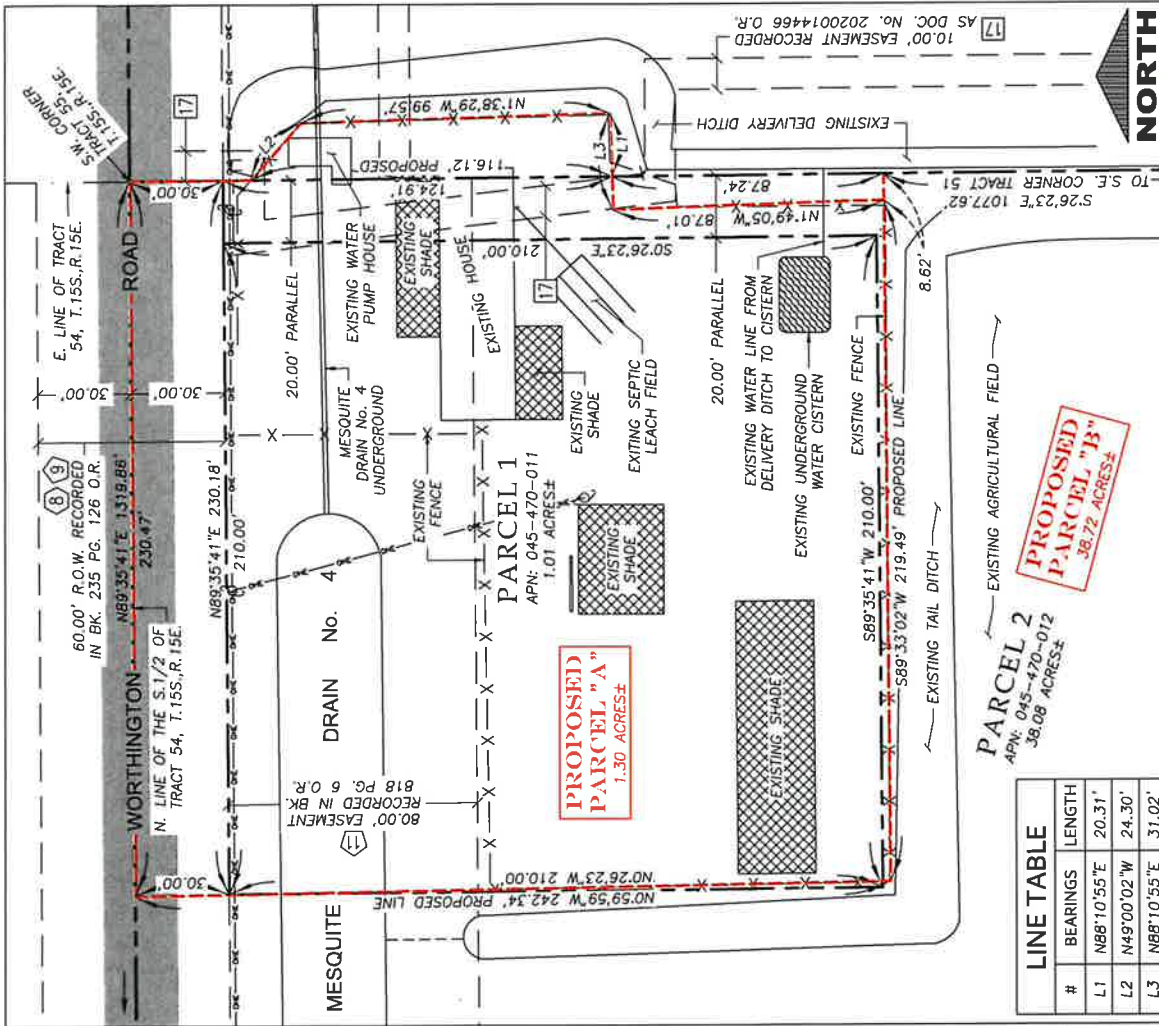 S.W. CORNER
TRACT 55,
T.15S.,R.15E.
E. LINE OF TRACT
54, T.15S.,R.15E.
60.00' R.O.W. RECORDED
IN BK. 235 PG. 126 O.R.
8
9
30.00'
30.00'
30.00'
WORTHINGTON
ROAD
N89°35'41"E 1319.86'
230.47'
N. LINE OF THE S.1/2 OF
TRACT 54, T.15S.,R.15E.
30.00'
N89°35'41"E 230.18'
210.00'
17
10.00' EASEMENT RECORDED
AS DOC. No. 2020014466 O.R.
17
EXISTING DELIVERY DITCH
N1°38'29"W 99.57'
L2
L3
L1
116.12' PROPOSED
124.91'
20.00' PARALLEL
EXISTING WATER
PUMP HOUSE
EXISTING
SHADE
EXISTING HOUSE
210.00'
S0°26'23"E
17
MESQUITE
DRAIN No. 4
UNDERGROUND
EXISTING
FENCE
EXISTING
SHADE
EXITING SEPTIC
LEACH FIELD
87.24'
87.01'
N1°49'05"W
TO S.E. CORNER TRACT 51
S°26'23"E 1077.62'
8.62'
20.00' PARALLEL
EXISTING WATER LINE FROM
DELIVERY DITCH TO CISTERN
EXISTING UNDERGROUND
WATER CISTERN
EXISTING FENCE
MESQUITE DRAIN No. 4
80.00' EASEMENT
RECORDED IN BK.
818 PG. 6 O.R.
11
PARCEL 1
APN: 045-470-011
1.01 ACRES±
EXISTING
SHADE
PROPOSED
PARCEL "A"
1.30 ACRES±
EXISTING SHADE
N0°26'23"W 210.00'
N0°59'59"W 242.34' PROPOSED LINE
S89°35'41"W 210.00'
S89°33'02"W 219.49' PROPOSED LINE
EXISTING TAIL DITCH
EXISTING AGRICULTURAL FIELD
PARCEL 2
APN: 045-470-012
38.08 ACRES±
PROPOSED
PARCEL "B"
38.72 ACRES±
LINE TABLE
# BEARINGS LENGTH
L1 N88°10'55"E 20.31'
L2 N49°00'02"W 24.30'
L3 N88°10'55"E 31.02'
NORTH